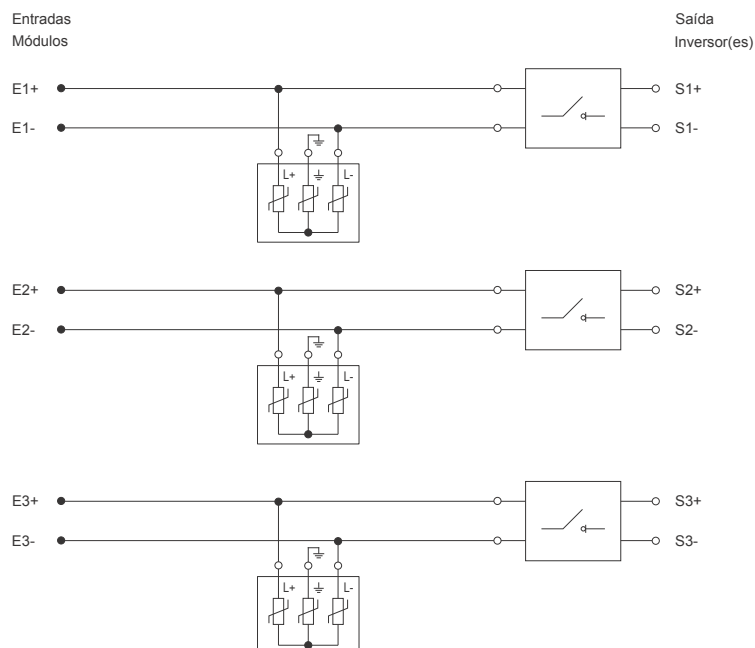 Entradas
Módulos
Saída
Inversor(es)
E1+
S1+
E1-
S1-
L+
L-
E2+
S2+
E2-
S2-
L+
L-
E3+
S3+
E3-
S3-
L+
L-